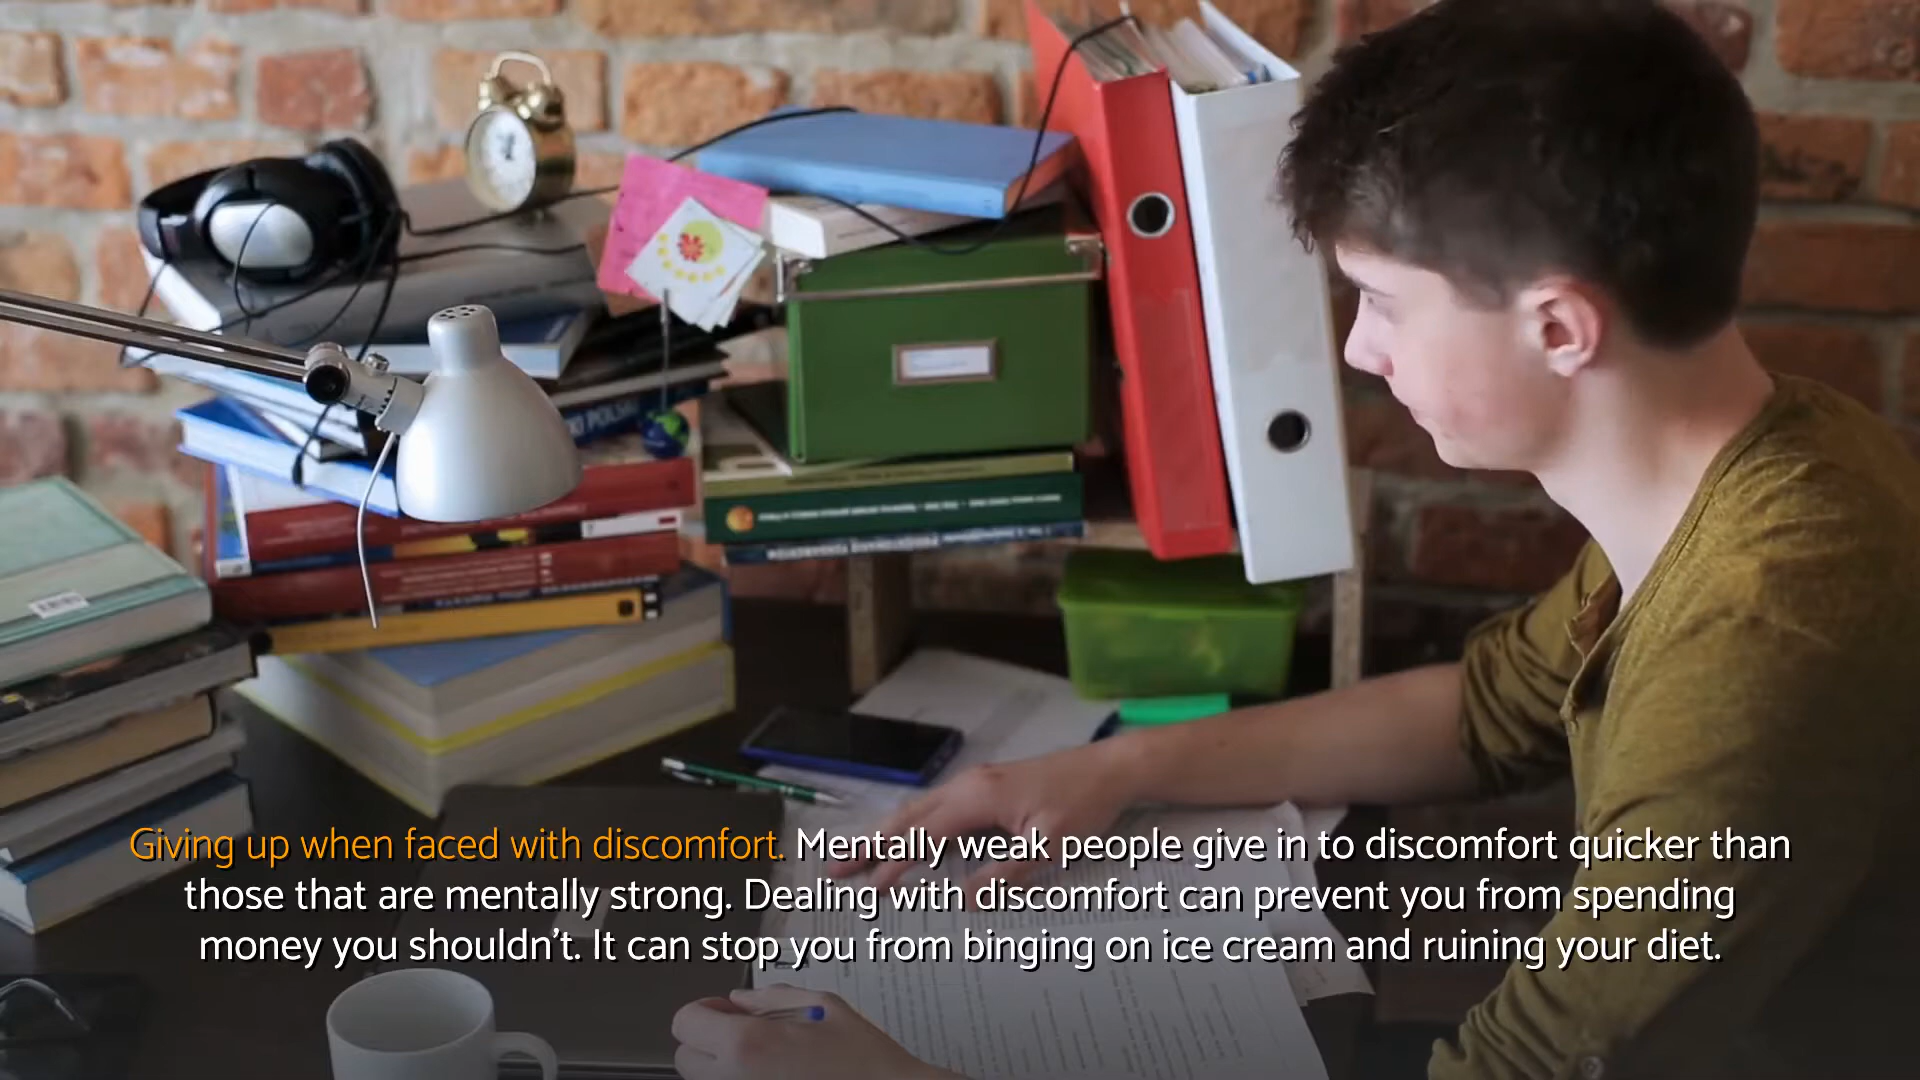 KI POLSKI
Giving up when faced with discomfort. Mentally weak people give in to discomfort quicker than
those that are mentally strong. Dealing with discomfort can prevent you from spending
money you shouldn't. It can stop you from binging on ice cream and ruining your diet.